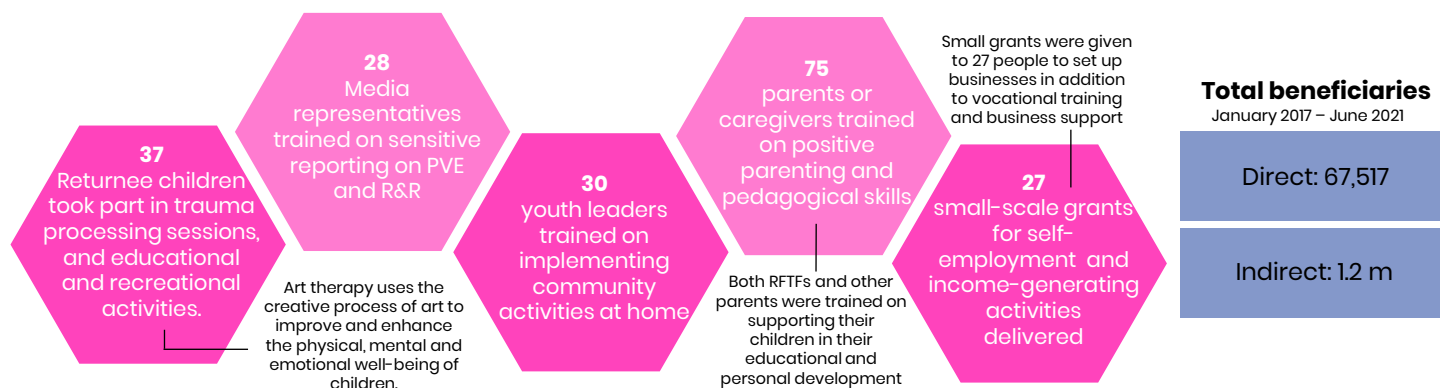 37
Returnee children
took part in trauma
processing sessions,
and educational
and recreational
activities.
Art therapy uses the
creative process of art to
improve and enhance
the physical, mental and
emotional well-being of
children.
28
Media
representatives
trained on sensitive
reporting on PVE
and R&R
30
youth leaders
trained on
implementing
community
activities at home
75
parents or
caregivers trained
on positive
parenting and
pedagogical skills
Both RFTFs and other
parents were trained on
supporting their
children in their
educational and
personal development
Small grants were given
to 27 people to set up
businesses in addition
to vocational training
and business support
27
small-scale grants
for self-
employment and
income-generating
activities
delivered
Total beneficiaries
January 2017 – June 2021
Direct: 67,517
Indirect: 1.2 m